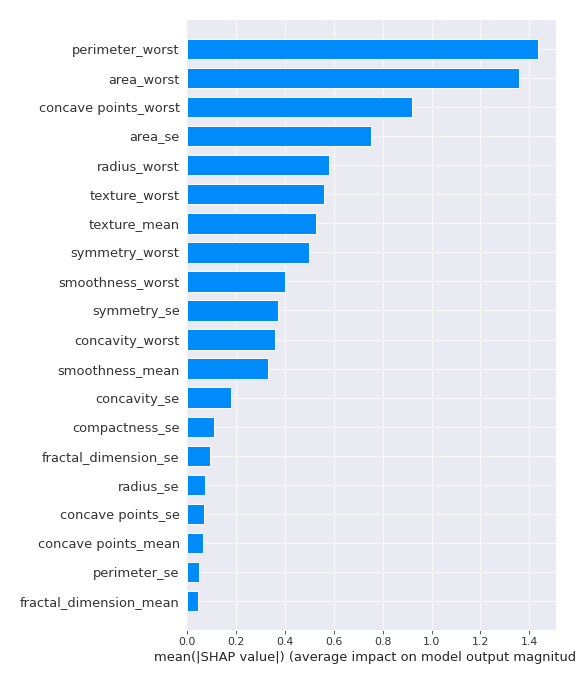 perimeter_worst
area_worst
concave points_worst
area_se
radius_worst
texture_worst
texture_mean
symmetry_worst
smoothness_worst
symmetry_se
concavity_worst
smoothness_mean
concavity_se
compactness_se
fractal_dimension_se
radius_se
concave points_se
concave points_mean
perimeter_se
fractal_dimension_mean
0.0 0.2 0.4 0.6 0.8 1.0 1.2 1.4
mean(|SHAP value|) (average impact on model output magnitud